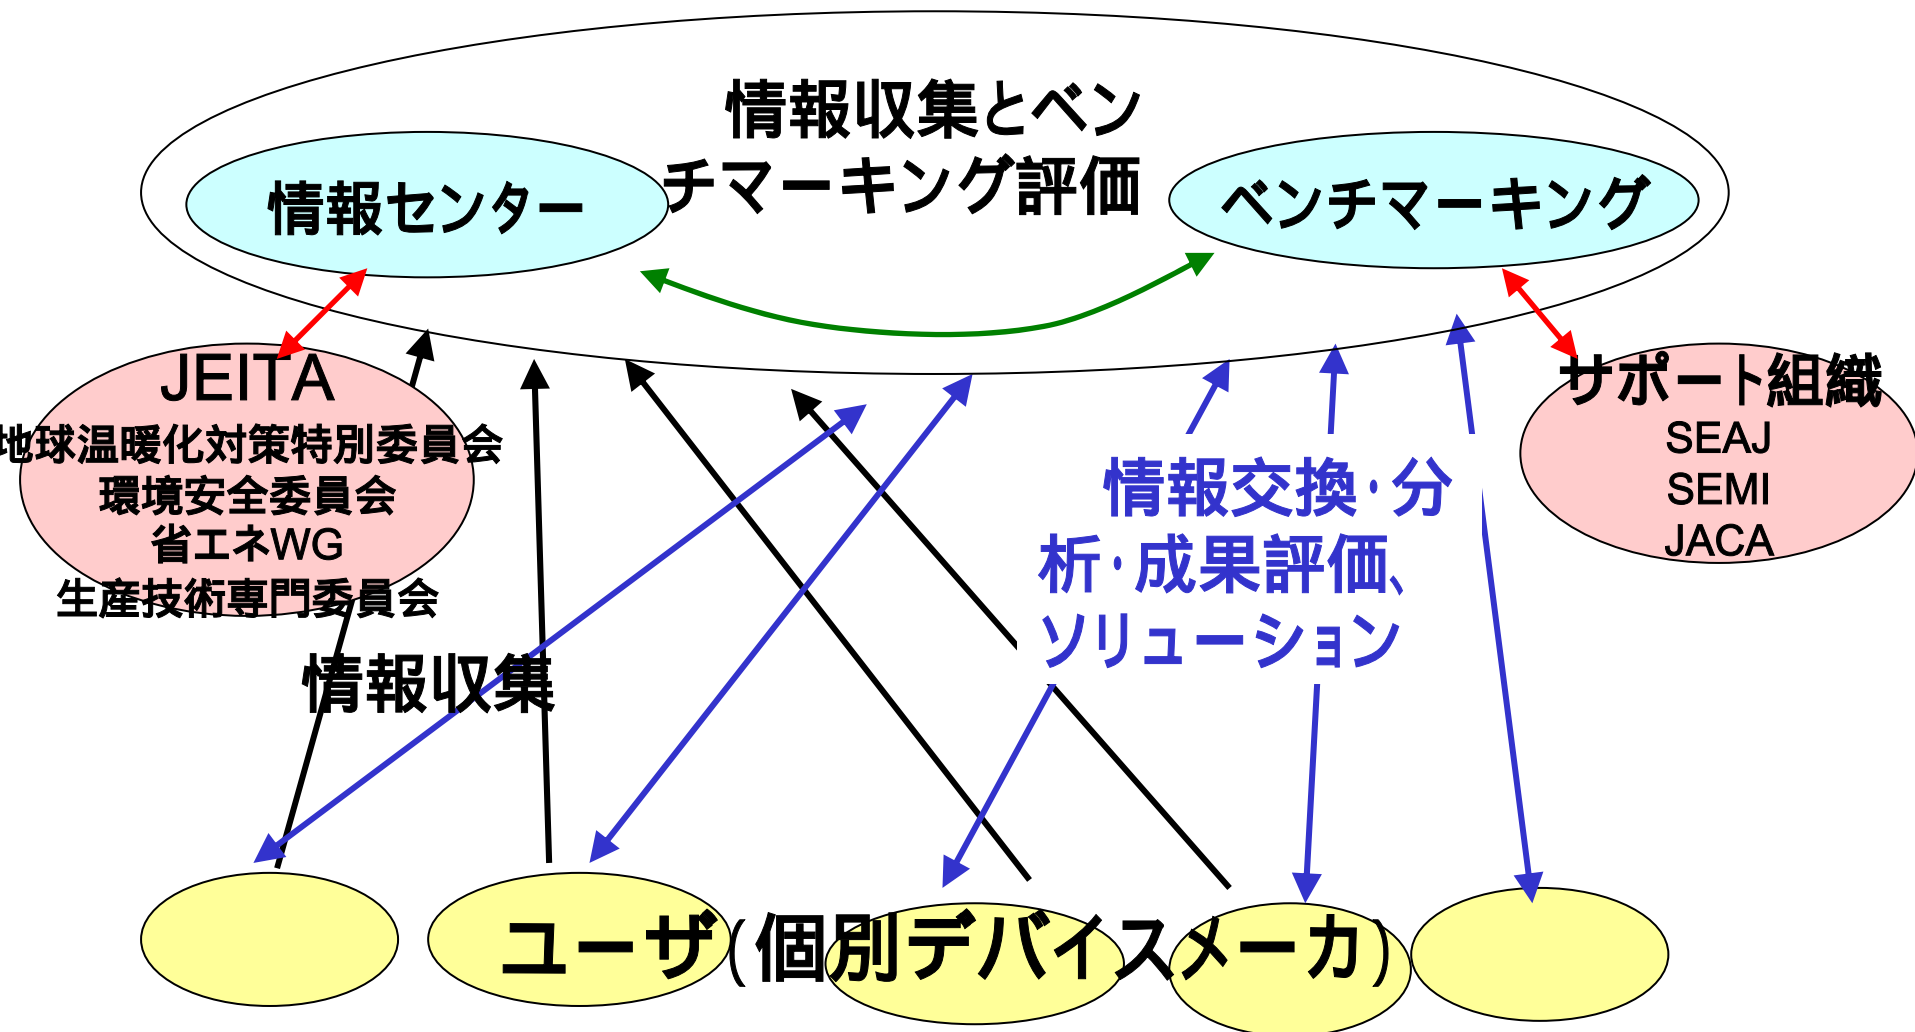 情報収集とベン
チマーキング評価
情報センター
ベンチマーキング
JEITA
地球温暖化対策特別委員会
環境安全委員会
省エネWG
生産技術専門委員会
サポート組織
SEAJ
SEMI
JACA
情報交換・分
析・成果評価、
ソリューション
情報収集
ユーザ(個別デバイスメーカ)